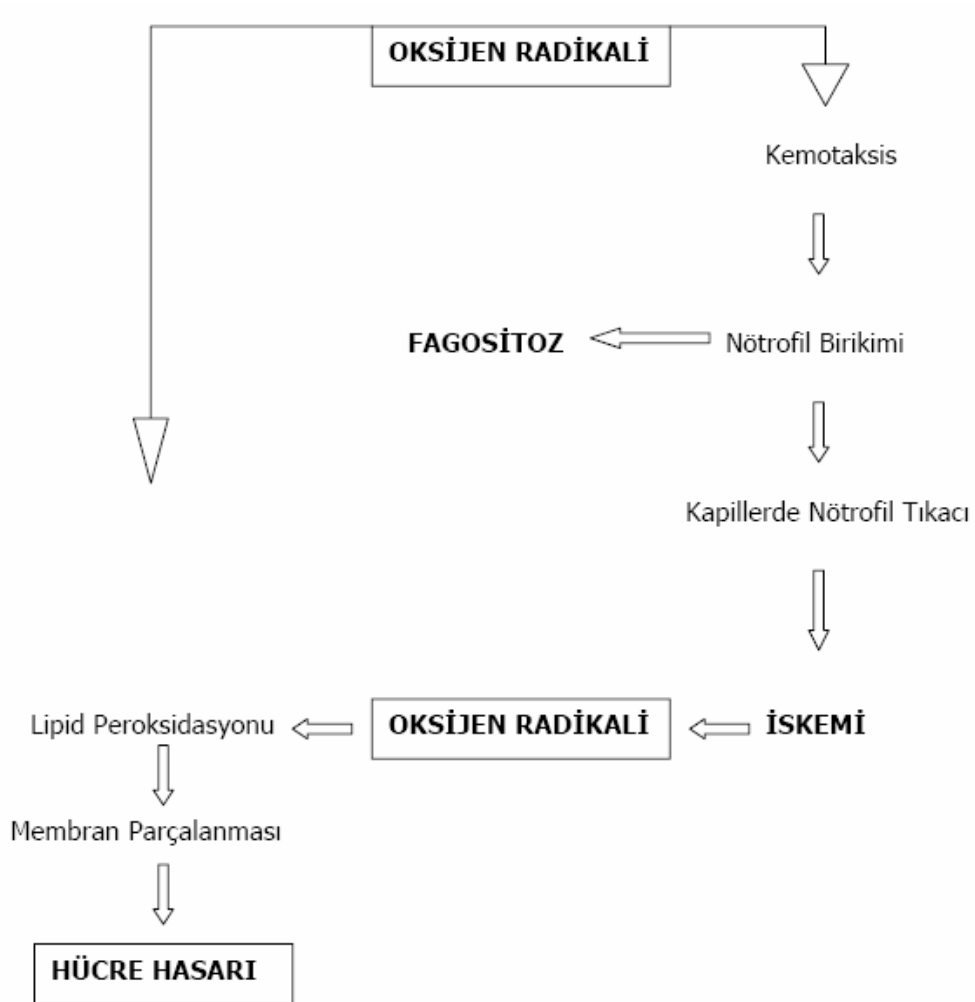 OKSİJEN RADİKALİ
Kemotaksis
FAGOSİTOZ
Nötrofil Birikimi
Kapillerde Nötrofil Tıkacı
Lipid Peroksidasyonu
OKSİJEN RADİKALİ
İSKEMİ
Membran Parçalanması
HÜCRE HASARI